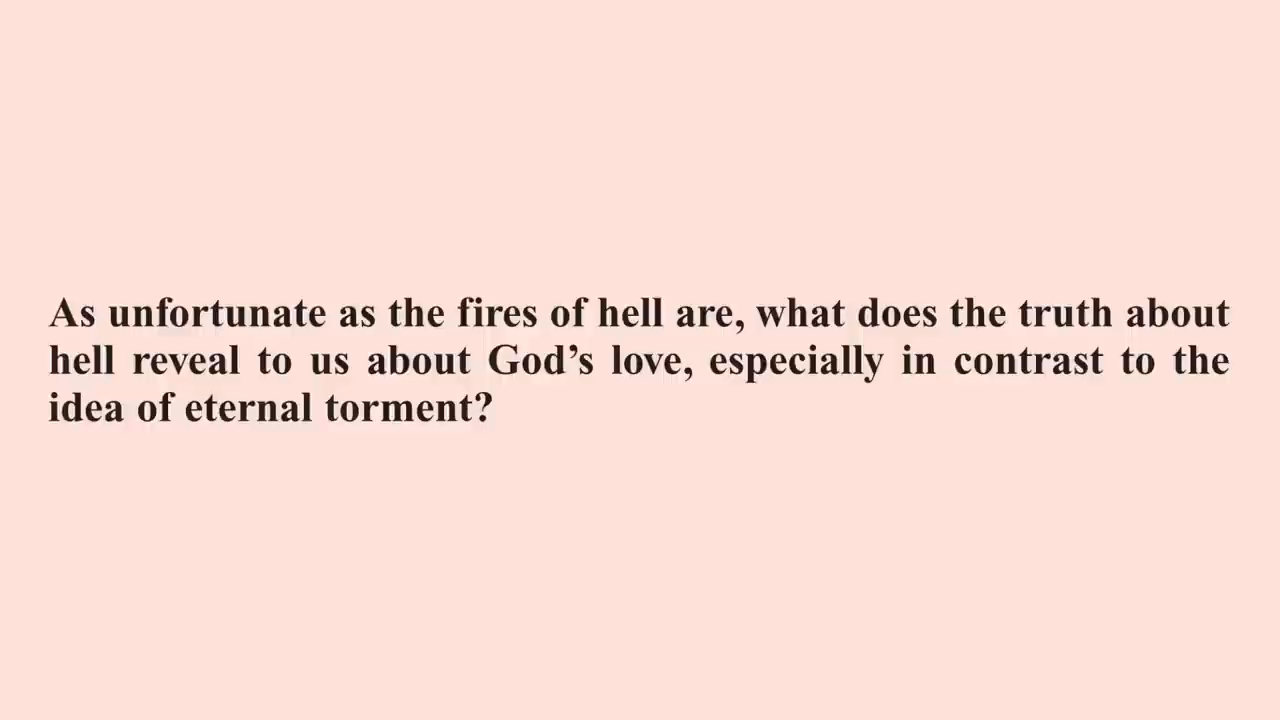 As unfortunate as the fires of hell are, what does the truth about
hell reveal to us about God’s love, especially in contrast to the
idea of eternal torment?